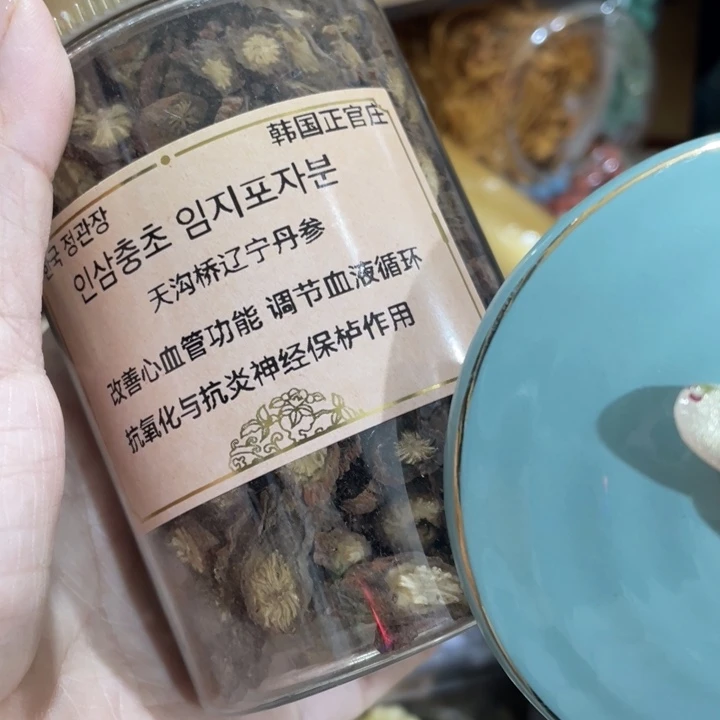 韩国正官庄
한국 정관장
인삼충초 임지포자분
天沟桥辽宁丹参
改善心血管功能 调节血液循环
抗氧化与抗炎神经保栌作用